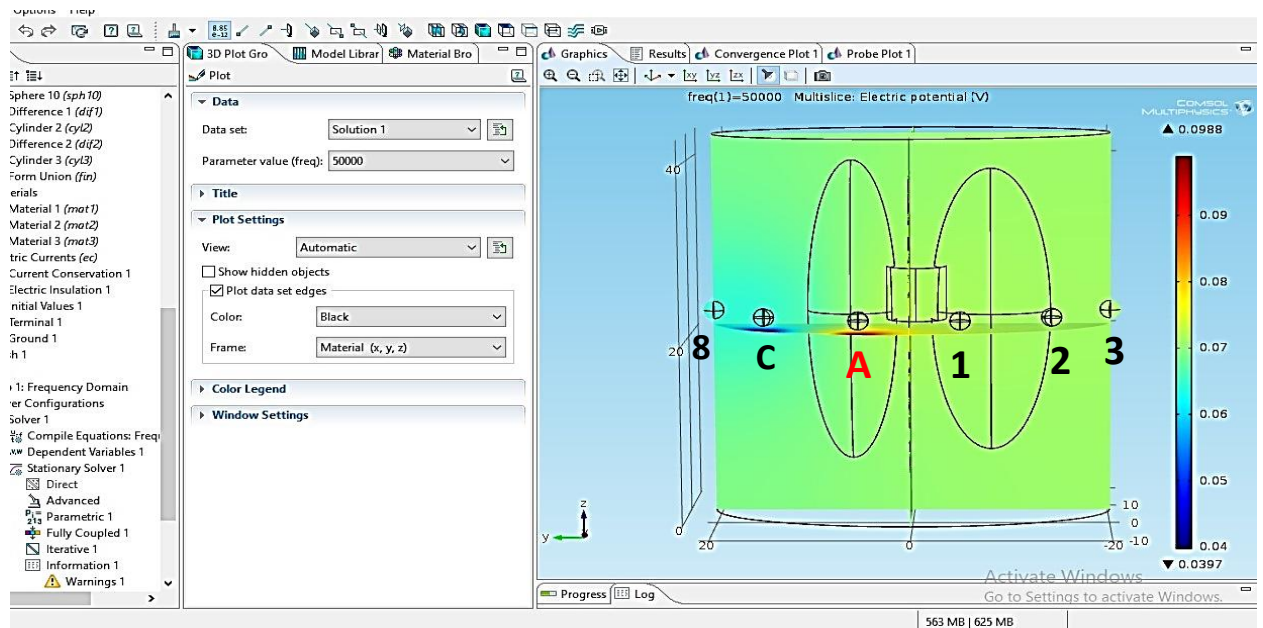 Options Help
8.85
e-12
3D Plot Gro
Model Librar
Material Bro
Graphics
Results
Convergence Plot 1
Probe Plot 1
Plot
xy
yz
zx
Sphere 10 (sph10)
Difference 1 (dif1)
Cylinder 2 (cyl2)
Difference 2 (dif2)
Cylinder 3 (cyl3)
Form Union (fin)
erials
Material 1 (mat1)
Material 2 (mat2)
Material 3 (mat3)
tric Currents (ec)
Current Conservation 1
Electric Insulation 1
nitial Values 1
Terminal 1
Ground 1
sh 1
1: Frequency Domain
ver Configurations
Solver 1
Compile Equations: Frequ
Dependent Variables 1
Stationary Solver 1
Direct
Advanced
Parametric 1
Fully Coupled 1
Iterative 1
Information 1
Warnings 1
Data
Data set: Solution 1
Parameter value (freq): 50000
Title
Plot Settings
View: Automatic
Show hidden objects
Plot data set edges
Color: Black
Frame: Material (x, y, z)
Color Legend
Window Settings
freq(1)=50000 Multislice: Electric potential (V)
COMSOL
MULTIPHYSICS
▲ 0.0988
0.09
0.08
0.07
0.06
0.05
0.04
▼ 0.0397
40
20
0
8 C A 1 2 3
z
y
20
0
-20
10
0
-10
Activate Windows
Go to Settings to activate Windows.
Progress
Log
563 MB | 625 MB